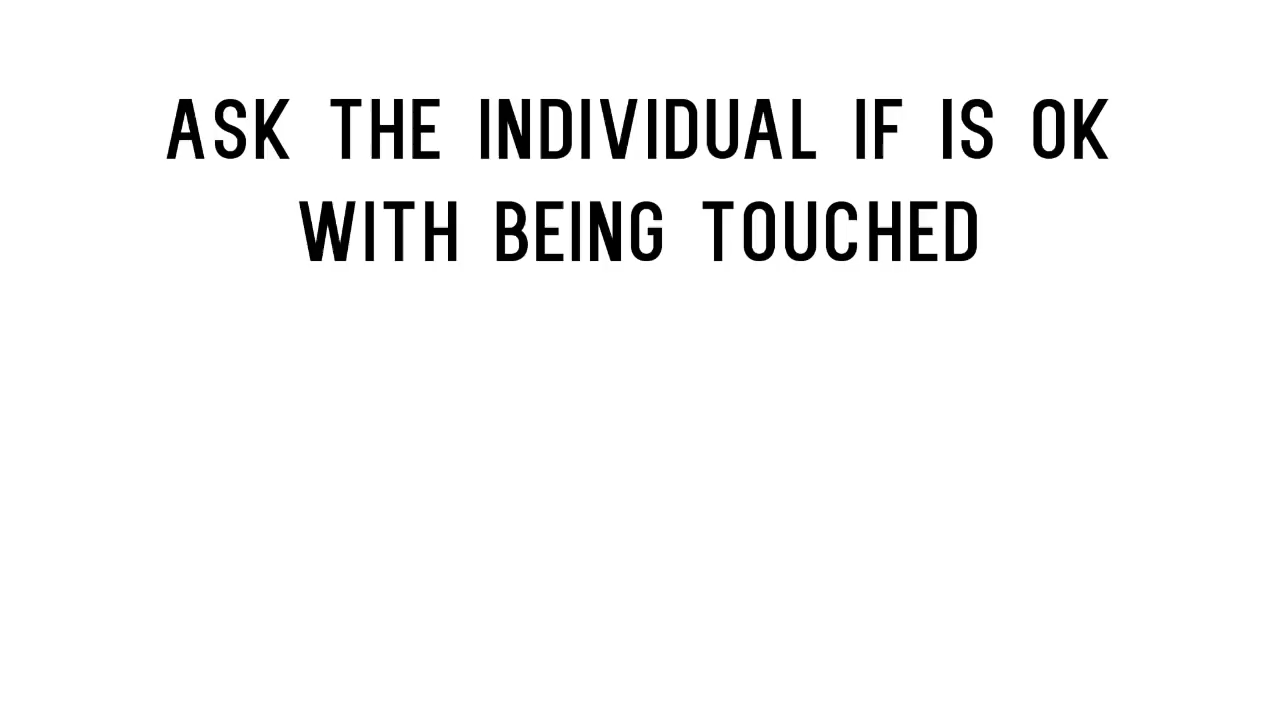 ASK THE INDIVIDUAL IF IS OK
WITH BEING TOUCHED